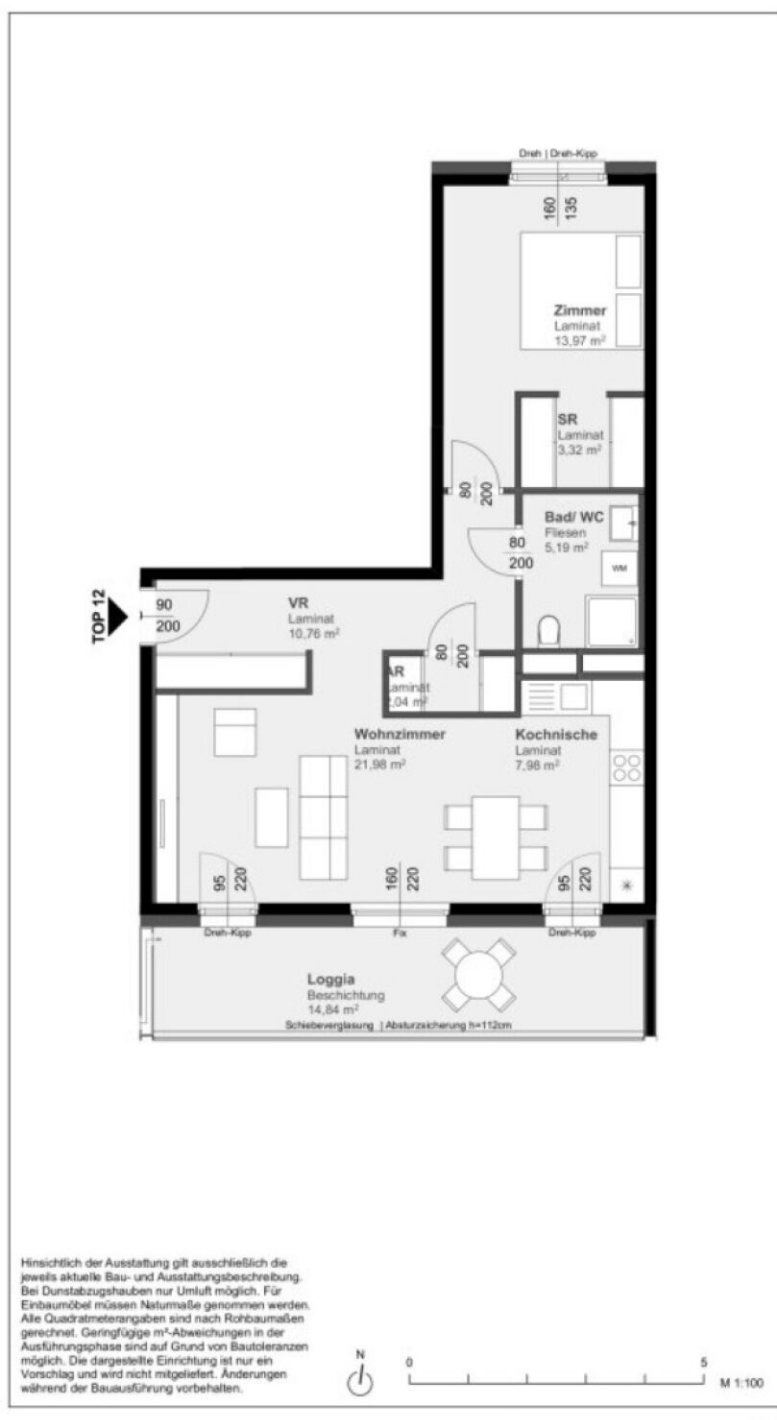 Dreh | Dreh-Kipp
160
135
Zimmer
Laminat
13,97 m²
SR
Laminat
3,32 m²
80
200
Bad/ WC
Fliesen
5,19 m²
80
200
WM
TOP 12
90
200
VR
Laminat
10,76 m²
80
200
AR
Laminat
2,04 m²
Wohnzimmer
Laminat
21,98 m²
Kochnische
Laminat
7,98 m²
95
220
160
220
95
220
Dreh-Kipp
Fix
Dreh-Kipp
Loggia
Beschichtung
14,84 m²
Schiebeverglasung | Absturzsicherung h=112cm
Hinsichtlich der Ausstattung gilt ausschließlich die
jeweils aktuelle Bau- und Ausstattungsbeschreibung.
Bei Dunstabzugshauben nur Umluft möglich. Für
Einbaumöbel müssen Naturmaße genommen werden.
Alle Quadratmeterangaben sind nach Rohbaumaßen
gerechnet. Geringfügige m²-Abweichungen in der
Ausführungsphase sind auf Grund von Bautoleranzen
möglich. Die dargestellte Einrichtung ist nur ein
Vorschlag und wird nicht mitgeliefert. Änderungen
während der Bauausführung vorbehalten.
N
0
5
M 1:100